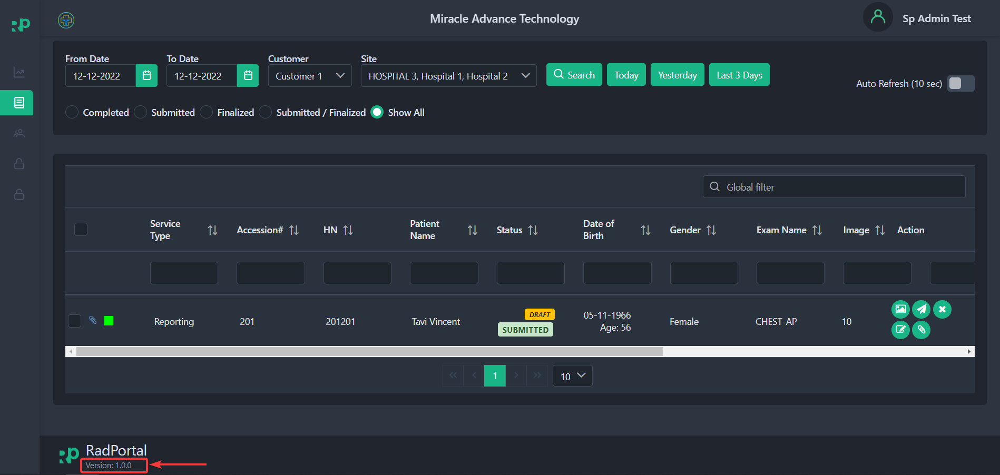 Rp
Miracle Advance Technology
Sp Admin Test
From Date
To Date
Customer
Site
12-12-2022
12-12-2022
Customer 1
HOSPITAL 3, Hospital 1, Hospital 2
Search
Today
Yesterday
Last 3 Days
Auto Refresh (10 sec)
Completed
Submitted
Finalized
Submitted / Finalized
Show All
Global filter
Service
Type
Accession#
HN
Patient
Name
Status
Date of
Birth
Gender
Exam Name
Image
Action
Reporting
201
201201
Tavi Vincent
DRAFT
SUBMITTED
05-11-1966
Age: 56
Female
CHEST-AP
10
1
10
Rp
RadPortal
Version: 1.0.0